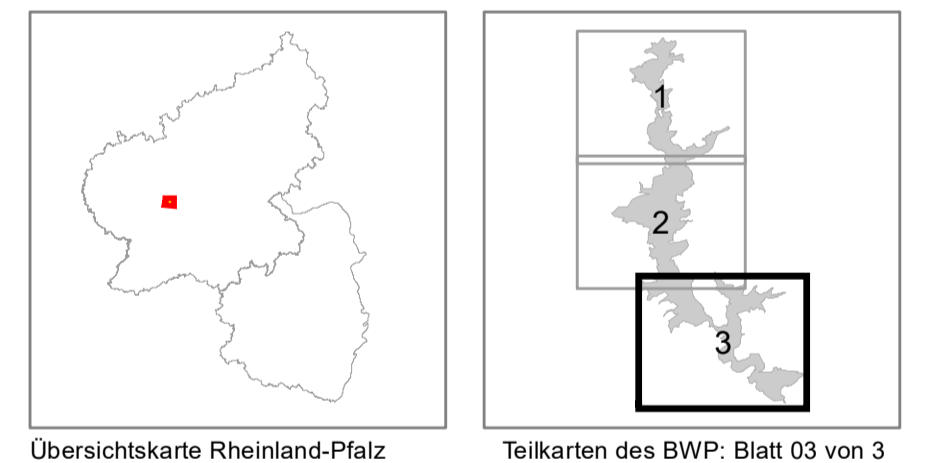 1
2
3
Übersichtskarte Rheinland-Pfalz
Teilkarten des BWP: Blatt 03 von 3